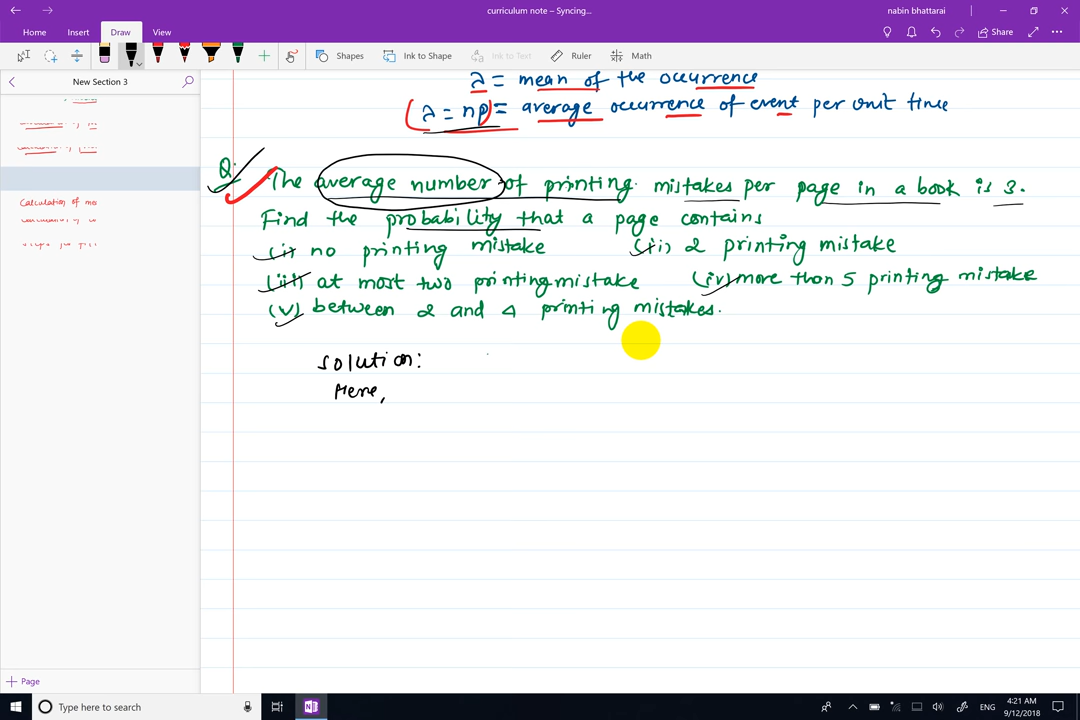 curriculum note – Syncing...
nabin bhattarai
Home Insert Draw View
Share
Shapes Ink to Shape Ink to Text Ruler Math
New Section 3
λ = mean of the occurrence
(λ = np) = average occurrence of event per unit time
Q: The average number of printing mistakes per page in a book is 3.
Find the probability that a page contains
(i) no printing mistake (ii) 2 printing mistake
(iii) at most two printing mistake (iv) more than 5 printing mistake
(v) between 2 and 4 printing mistakes.
Solution:
Here,
Calculation of me
Page
Type here to search
ENG
4:21 AM
9/12/2018